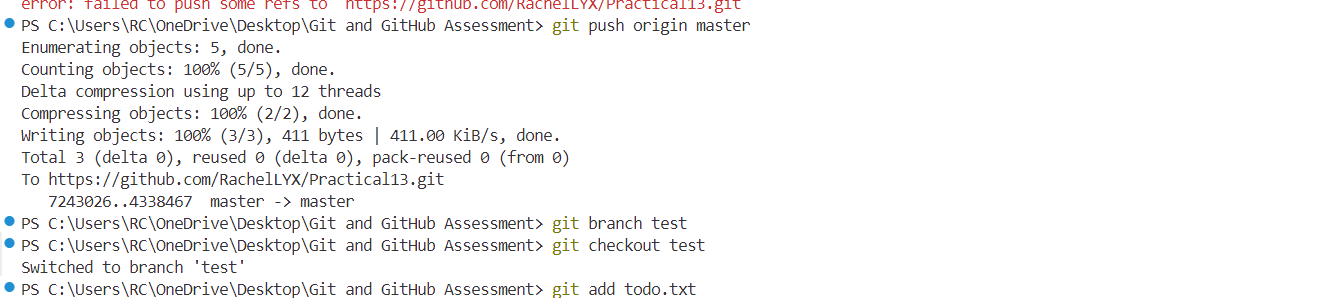 error: failed to push some refs to 'https://github.com/RachelLYX/Practical13.git'
PS C:\Users\RC\OneDrive\Desktop\Git and GitHub Assessment> git push origin master
Enumerating objects: 5, done.
Counting objects: 100% (5/5), done.
Delta compression using up to 12 threads
Compressing objects: 100% (2/2), done.
Writing objects: 100% (3/3), 411 bytes | 411.00 KiB/s, done.
Total 3 (delta 0), reused 0 (delta 0), pack-reused 0 (from 0)
To https://github.com/RachelLYX/Practical13.git
7243026..4338467  master -> master
PS C:\Users\RC\OneDrive\Desktop\Git and GitHub Assessment> git branch test
PS C:\Users\RC\OneDrive\Desktop\Git and GitHub Assessment> git checkout test
Switched to branch 'test'
PS C:\Users\RC\OneDrive\Desktop\Git and GitHub Assessment> git add todo.txt